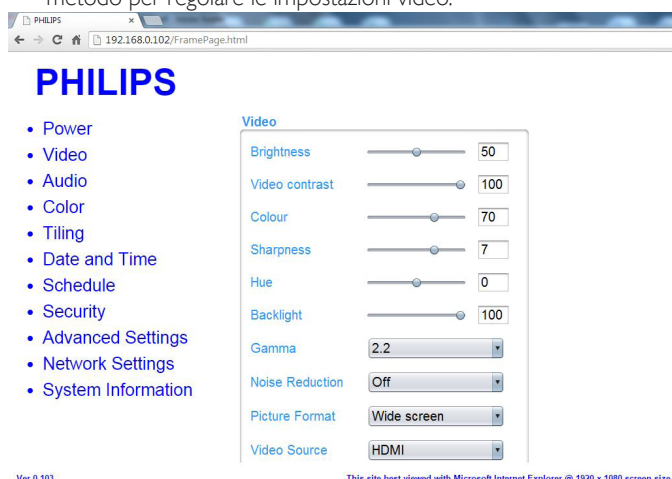 metodo per regolare le impostazioni video.
PHILIPS
192.168.0.102/FramePage.html
PHILIPS
• Power
• Video
• Audio
• Color
• Tiling
• Date and Time
• Schedule
• Security
• Advanced Settings
• Network Settings
• System Information
Video
Brightness 50
Video contrast 100
Colour 70
Sharpness 7
Hue 0
Backlight 100
Gamma 2.2
Noise Reduction Off
Picture Format Wide screen
Video Source HDMI
Ver 0.103 This site best viewed with Microsoft Internet Explorer @ 1920 x 1080 screen size